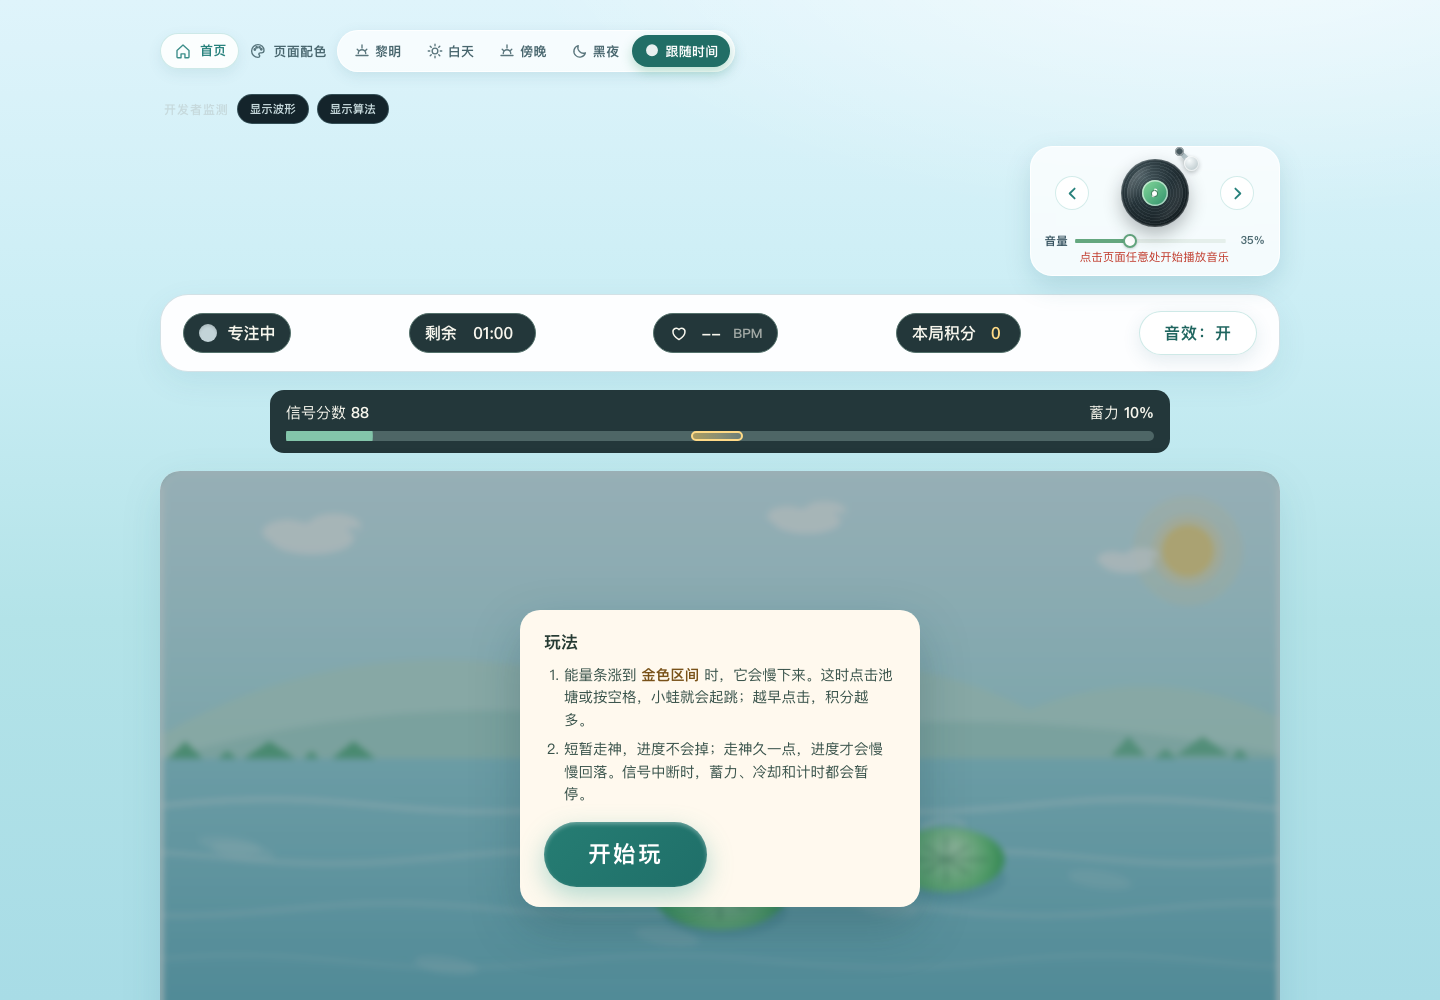 首页 页面配色 黎明 白天 傍晚 黑夜 跟随时间
开发者监测 显示波形 显示算法
音量 35%
点击页面任意处开始播放音乐
专注中 剩余 01:00 -- BPM 本局积分 0 音效：开
信号分数 88 蓄力 10%
玩法
1. 能量条涨到 金色区间 时，它会慢下来。这时点击池
塘或按空格，小蛙就会起跳；越早点击，积分越
多。
2. 短暂走神，进度不会掉；走神久一点，进度才会慢
慢回落。信号中断时，蓄力、冷却和计时都会暂
停。
开始玩